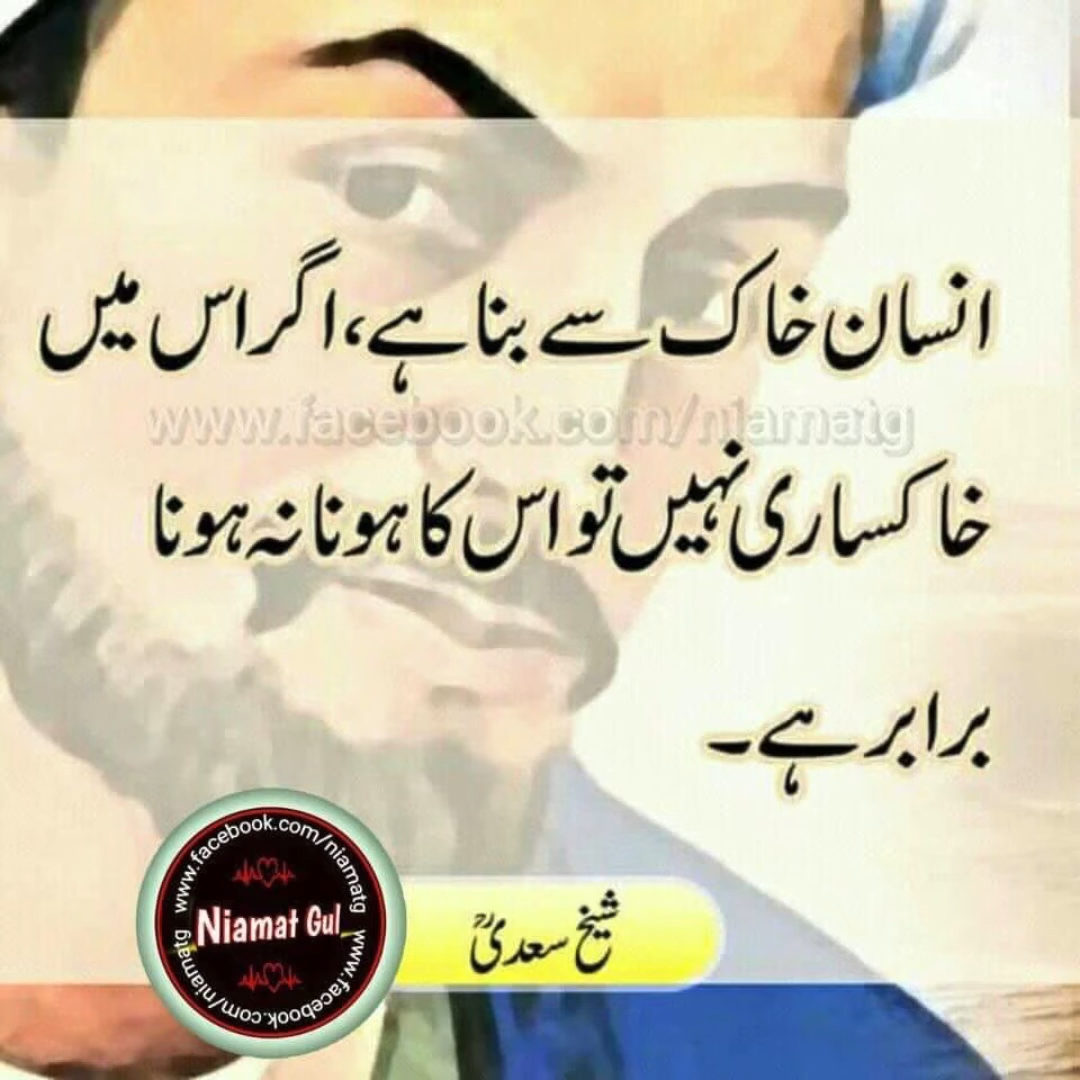 انسان خاک سے بنا ہے، اگر اس میں
www.facebook.com/niamatg
خاکساری نہیں تو اس کا ہونا نہ ہونا
برابر ہے۔
www.facebook.com/niamatg
Niamat Gul
www.facebook.com/niamatg
شیخ سعدیؒ